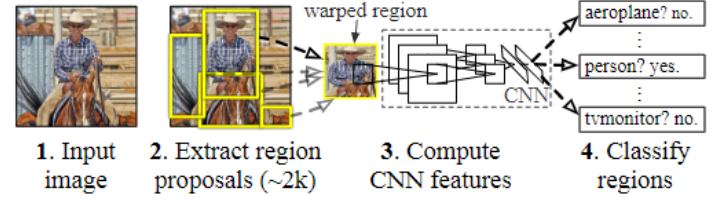 warped region
aeroplane? no.
person? yes.
CNN
tvmonitor? no.
1. Input
image
2. Extract region
proposals (~2k)
3. Compute
CNN features
4. Classify
regions